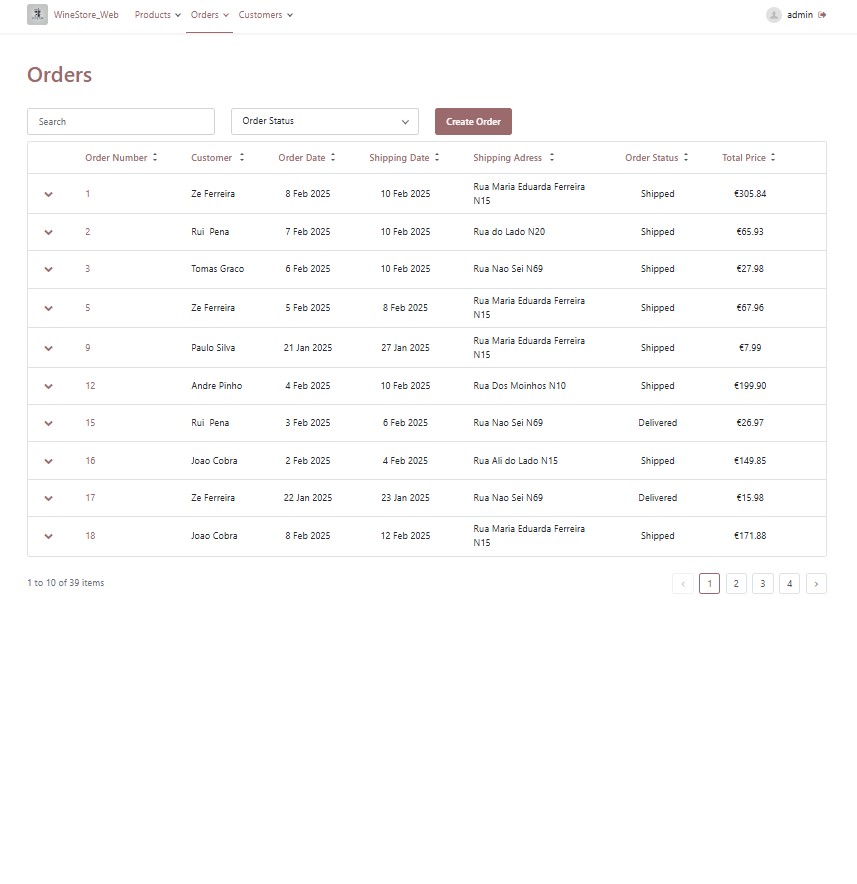 WineStore_Web Products Orders Customers admin
Orders
Search Order Status Create Order
Order Number Customer Order Date Shipping Date Shipping Adress Order Status Total Price
1 Ze Ferreira 8 Feb 2025 10 Feb 2025 Rua Maria Eduarda Ferreira N15 Shipped €305.84
2 Rui Pena 7 Feb 2025 10 Feb 2025 Rua do Lado N20 Shipped €65.93
3 Tomas Graco 6 Feb 2025 10 Feb 2025 Rua Nao Sei N69 Shipped €27.98
5 Ze Ferreira 5 Feb 2025 8 Feb 2025 Rua Maria Eduarda Ferreira N15 Shipped €67.96
9 Paulo Silva 21 Jan 2025 27 Jan 2025 Rua Maria Eduarda Ferreira N15 Shipped €7.99
12 Andre Pinho 4 Feb 2025 10 Feb 2025 Rua Dos Moinhos N10 Shipped €199.90
15 Rui Pena 3 Feb 2025 6 Feb 2025 Rua Nao Sei N69 Delivered €26.97
16 Joao Cobra 2 Feb 2025 4 Feb 2025 Rua Ali do Lado N15 Shipped €149.85
17 Ze Ferreira 22 Jan 2025 23 Jan 2025 Rua Nao Sei N69 Delivered €15.98
18 Joao Cobra 8 Feb 2025 12 Feb 2025 Rua Maria Eduarda Ferreira N15 Shipped €171.88
1 to 10 of 39 items 1 2 3 4